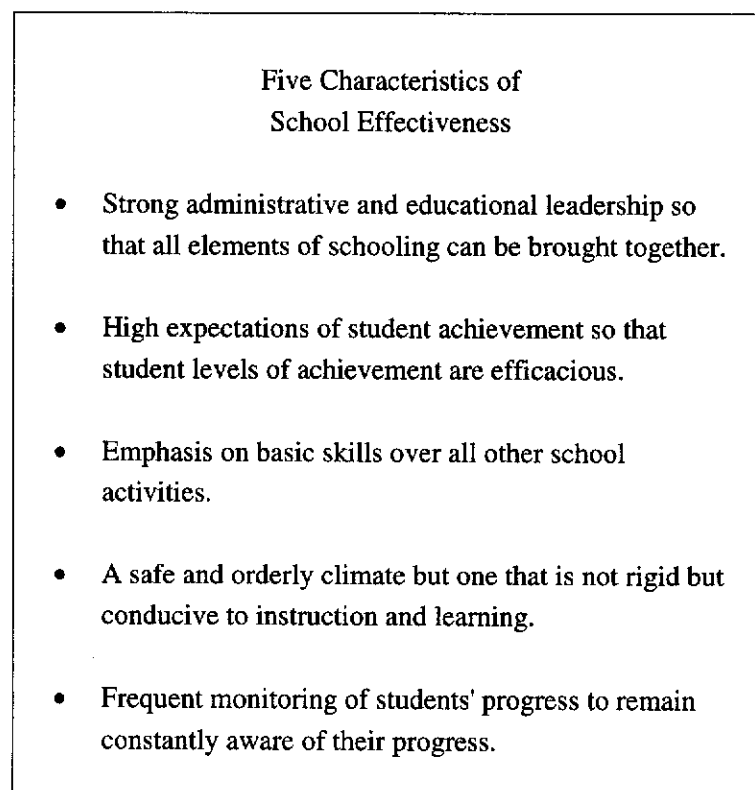 Five Characteristics of
School Effectiveness
• Strong administrative and educational leadership so
that all elements of schooling can be brought together.
• High expectations of student achievement so that
student levels of achievement are efficacious.
• Emphasis on basic skills over all other school
activities.
• A safe and orderly climate but one that is not rigid but
conducive to instruction and learning.
• Frequent monitoring of students' progress to remain
constantly aware of their progress.